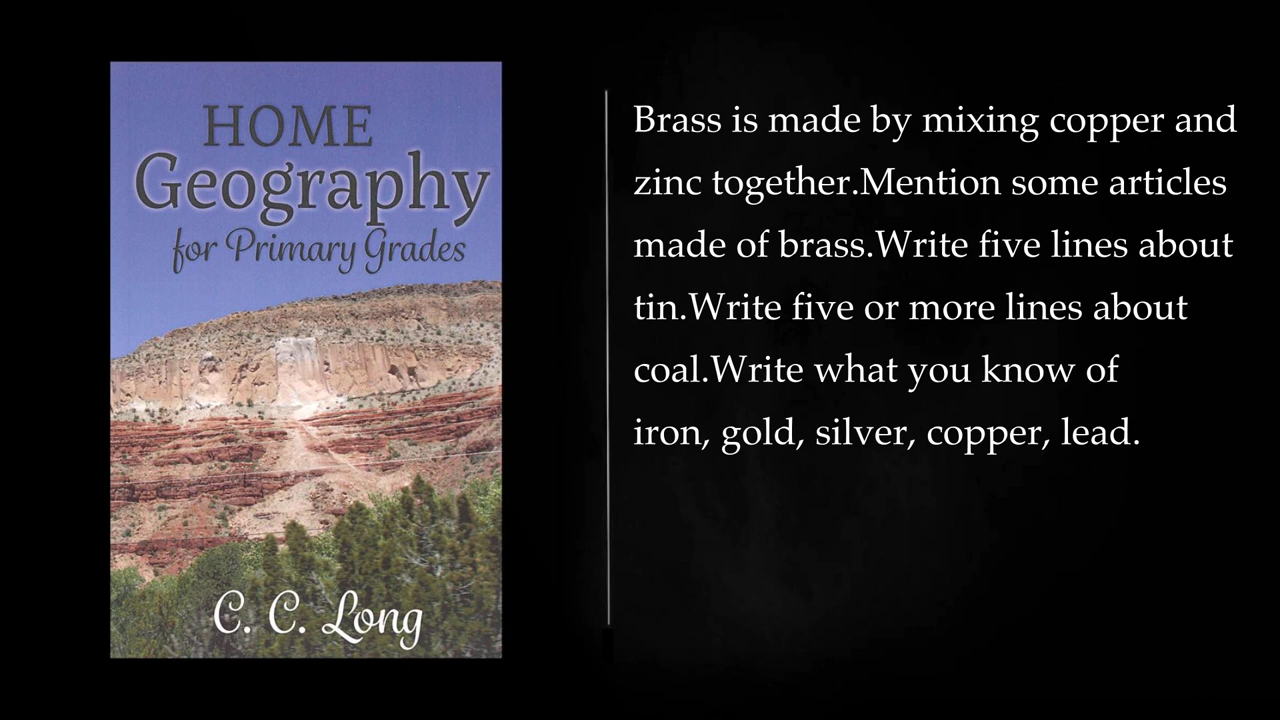 HOME
Geography
for Primary Grades
C. C. Long
Brass is made by mixing copper and
zinc together.Mention some articles
made of brass.Write five lines about
tin.Write five or more lines about
coal.Write what you know of
iron, gold, silver, copper, lead.